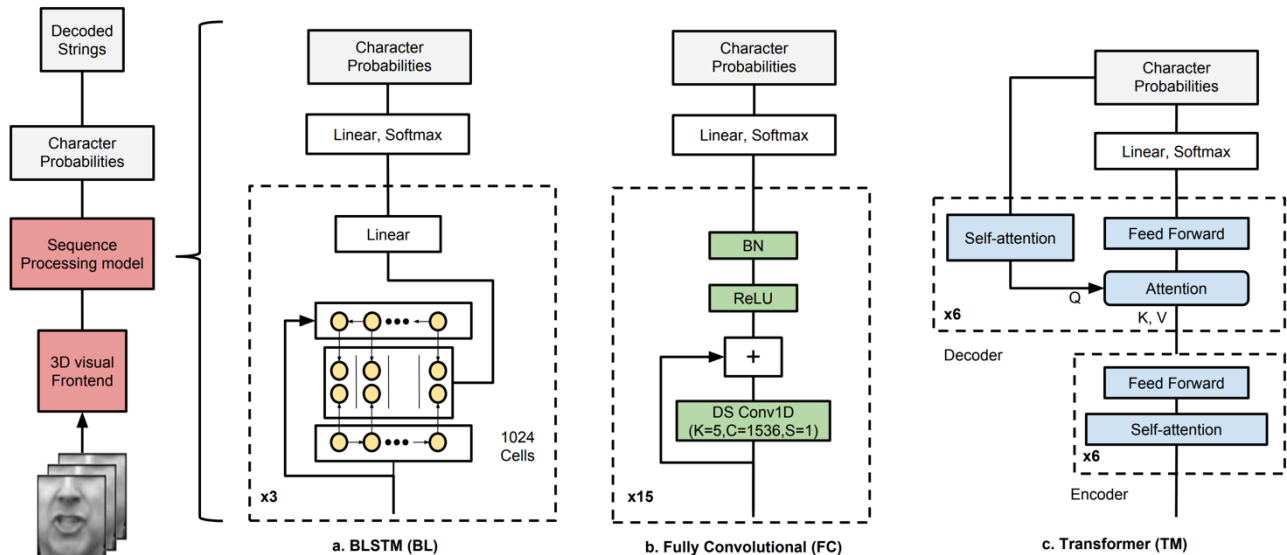 Decoded
Strings
Character
Probabilities
Sequence
Processing model
3D visual
Frontend
Character
Probabilities
Linear, Softmax
Linear
1024
Cells
x3
a. BLSTM (BL)
Character
Probabilities
Linear, Softmax
BN
ReLU
+
DS Conv1D
(K=5,C=1536,S=1)
x15
b. Fully Convolutional (FC)
Character
Probabilities
Linear, Softmax
Self-attention
Feed Forward
Attention
Q
K, V
x6
Decoder
Feed Forward
Self-attention
x6
Encoder
c. Transformer (TM)